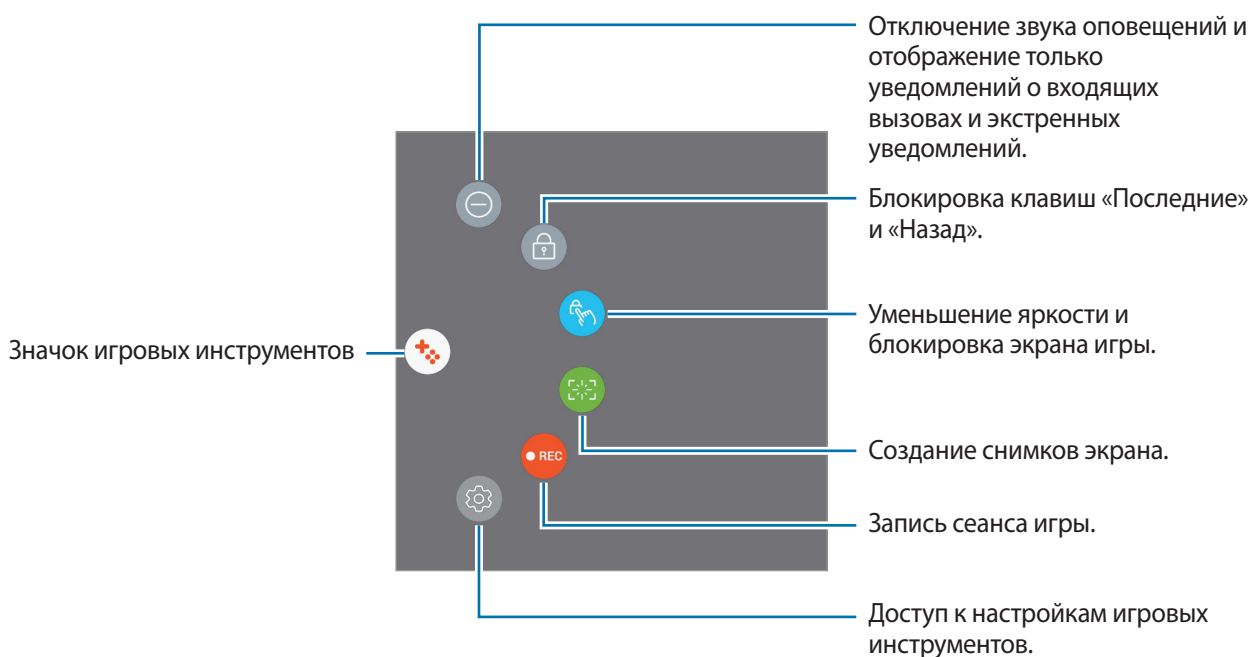 Отключение звука оповещений и
отображение только
уведомлений о входящих
вызовах и экстренных
уведомлений.
Блокировка клавиш «Последние»
и «Назад».
Уменьшение яркости и
блокировка экрана игры.
Значок игровых инструментов
Создание снимков экрана.
REC
Запись сеанса игры.
Доступ к настройкам игровых
инструментов.